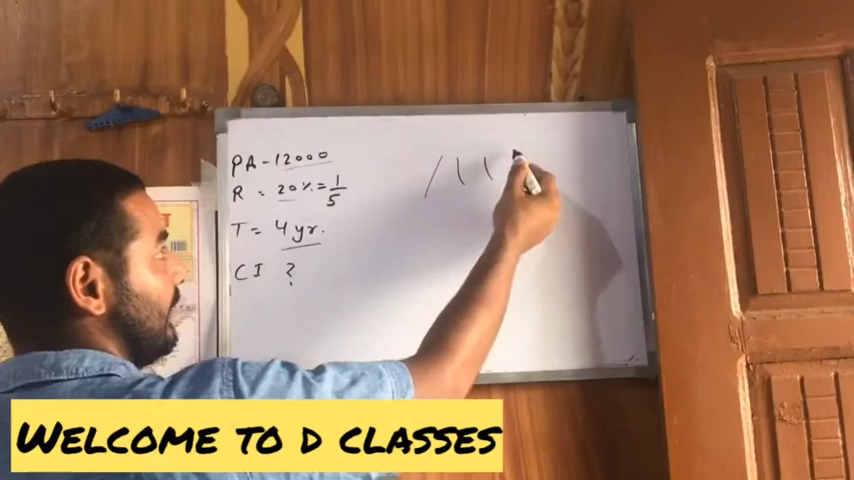 PA - 12000
R = 20% = 1/5
T = 4 yr.
CI ?
WELCOME TO D CLASSES